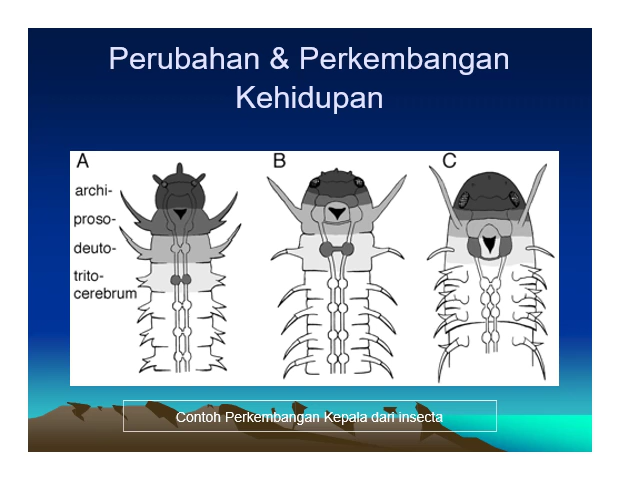 Perubahan & Perkembangan
Kehidupan
A
B
C
archi-
proso-
deuto-
trito-
cerebrum
Contoh Perkembangan Kepala dari insecta